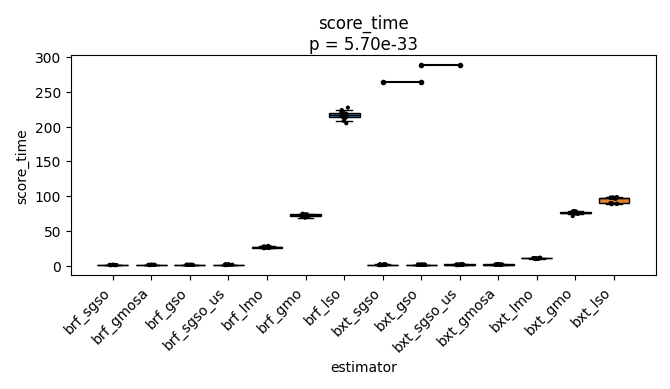 score_time
p = 5.70e-33
score_time
300
250
200
150
100
50
0
brf_sgso
brf_gmosa
brf_gso
brf_sgso_us
brf_lmo
brf_gmo
brf_lso
bxt_sgso
bxt_gso
bxt_sgso_us
bxt_gmosa
bxt_lmo
bxt_gmo
bxt_lso
estimator